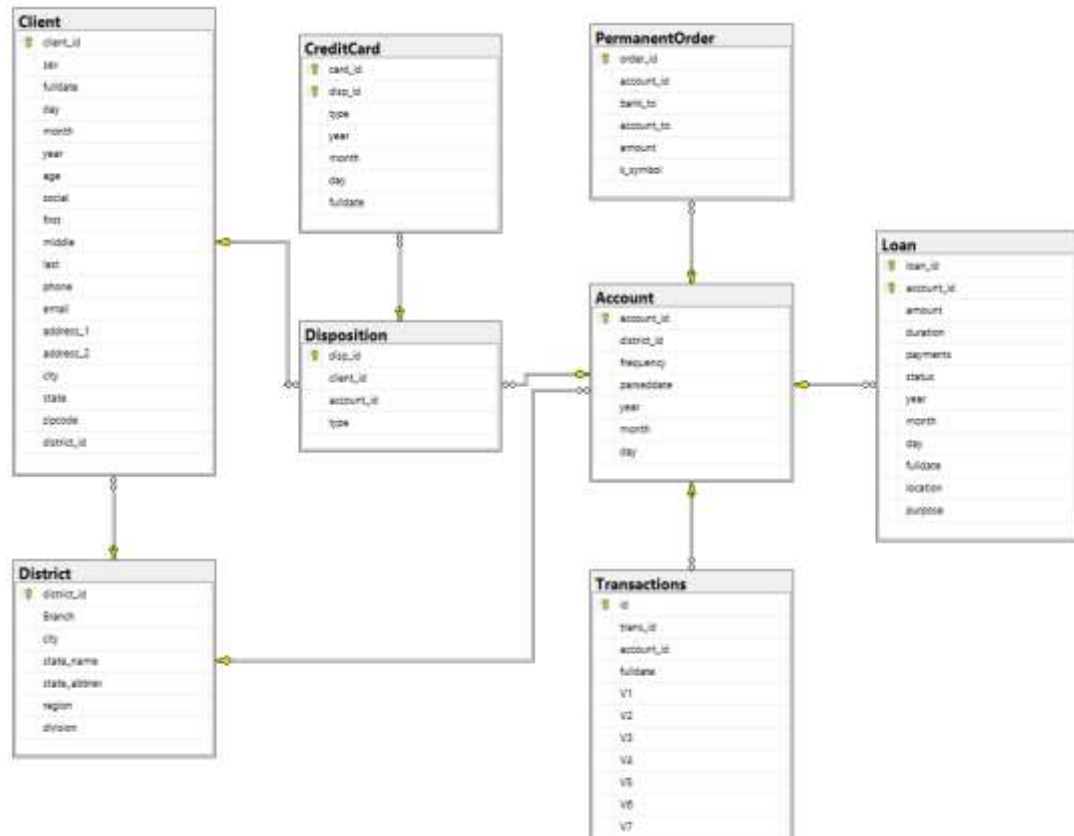 Client
client_id
sex
fulldate
day
month
year
age
social
first
middle
last
phone
email
address_1
address_2
city
state
zipcode
district_id
CreditCard
card_id
disp_id
type
year
month
day
fulldate
PermanentOrder
order_id
account_id
bank_to
account_to
amount
k_symbol
Loan
loan_id
account_id
amount
duration
payments
status
year
month
day
fulldate
location
purpose
Disposition
disp_id
client_id
account_id
type
Account
account_id
district_id
frequency
parseddate
year
month
day
District
district_id
Branch
city
state_name
state_abbrev
region
division
Transactions
id
trans_id
account_id
fulldate
V1
V2
V3
V4
V5
V6
V7